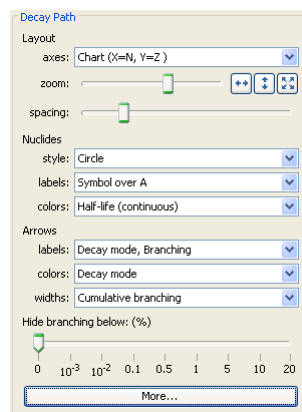 Decay Path
Layout
axes: Chart (X=N, Y=Z )
zoom:
spacing:
Nuclides
style: Circle
labels: Symbol over A
colors: Half-life (continuous)
Arrows
labels: Decay mode, Branching
colors: Decay mode
widths: Cumulative branching
Hide branching below: (%)
0 10⁻³ 10⁻² 0.1 0.5 1 5 10 20
More...